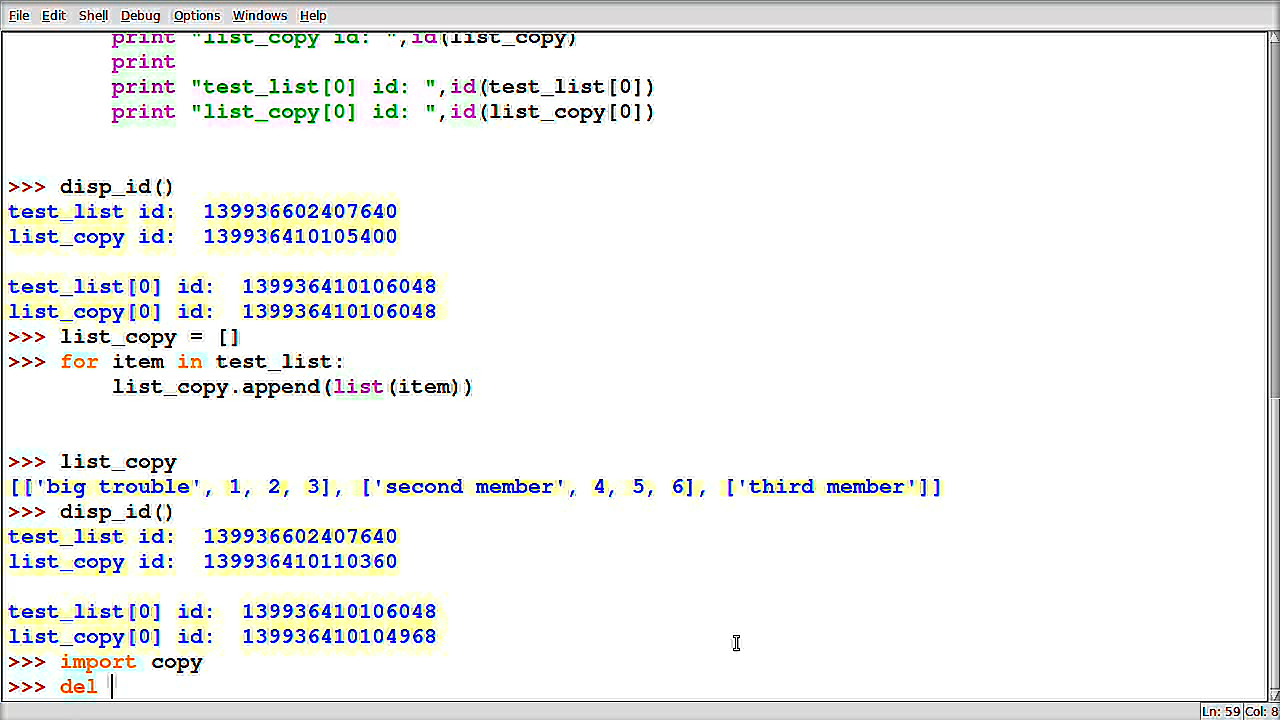 File Edit Shell Debug Options Windows Help
print "list_copy id: ",id(list_copy)
print
print "test_list[0] id: ",id(test_list[0])
print "list_copy[0] id: ",id(list_copy[0])
>>> disp_id()
test_list id:  139936602407640
list_copy id:  139936410105400
test_list[0] id:  139936410106048
list_copy[0] id:  139936410106048
>>> list_copy = []
>>> for item in test_list:
list_copy.append(list(item))
>>> list_copy
[['big trouble', 1, 2, 3], ['second member', 4, 5, 6], ['third member']]
>>> disp_id()
test_list id:  139936602407640
list_copy id:  139936410110360
test_list[0] id:  139936410106048
list_copy[0] id:  139936410104968
>>> import copy
>>> del
Ln: 59 Col: 8